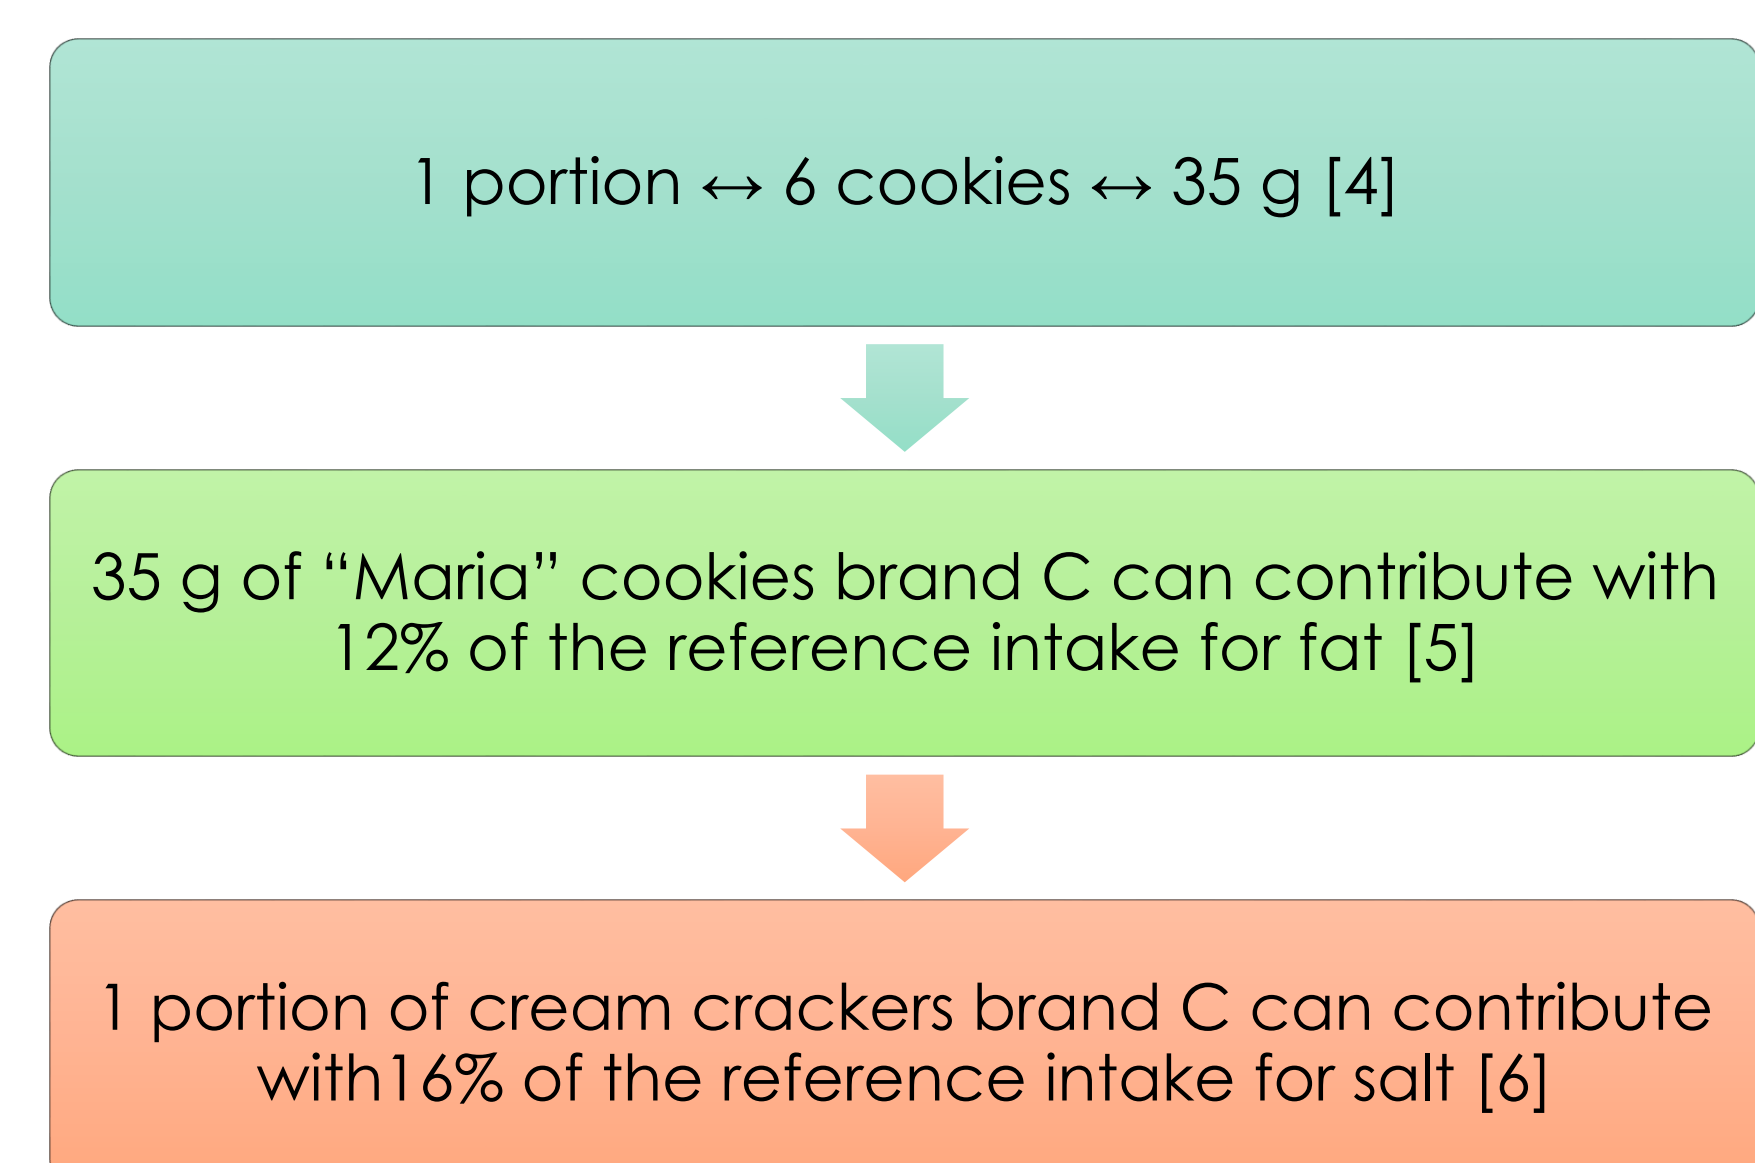 1 portion ↔ 6 cookies ↔ 35 g [4]
35 g of “Maria” cookies brand C can contribute with
12% of the reference intake for fat [5]
1 portion of cream crackers brand C can contribute
with16% of the reference intake for salt [6]